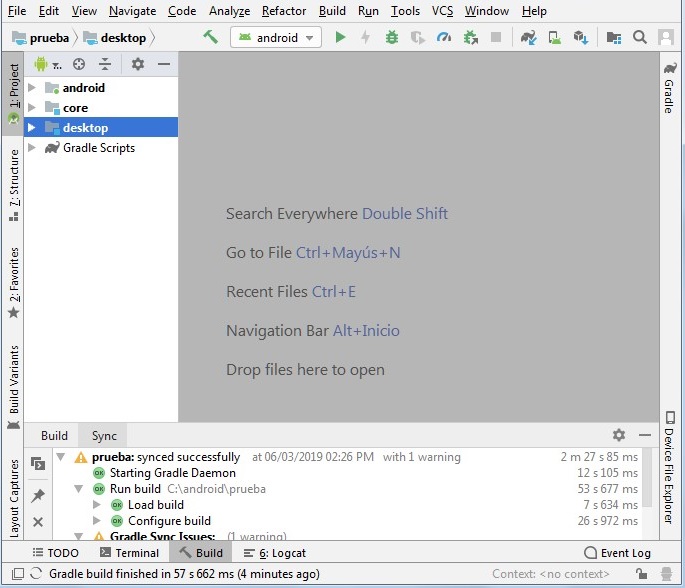 File Edit View Navigate Code Analyze Refactor Build Run Tools VCS Window Help
prueba desktop android
1: Project
7: Structure
2: Favorites
Build Variants
Layout Captures
android
core
desktop
Gradle Scripts
Search Everywhere Double Shift
Go to File Ctrl+Mayús+N
Recent Files Ctrl+E
Navigation Bar Alt+Inicio
Drop files here to open
Gradle
Device File Explorer
Build Sync
prueba: synced successfully at 06/03/2019 02:26 PM with 1 warning 2 m 27 s 85 ms
OK Starting Gradle Daemon 12 s 105 ms
OK Run build C:\android\prueba 53 s 677 ms
OK Load build 7 s 634 ms
OK Configure build 26 s 972 ms
Gradle Sync Issues: (1 warning)
TODO Terminal Build 6: Logcat Event Log
Gradle build finished in 57 s 662 ms (4 minutes ago) Context: <no context>